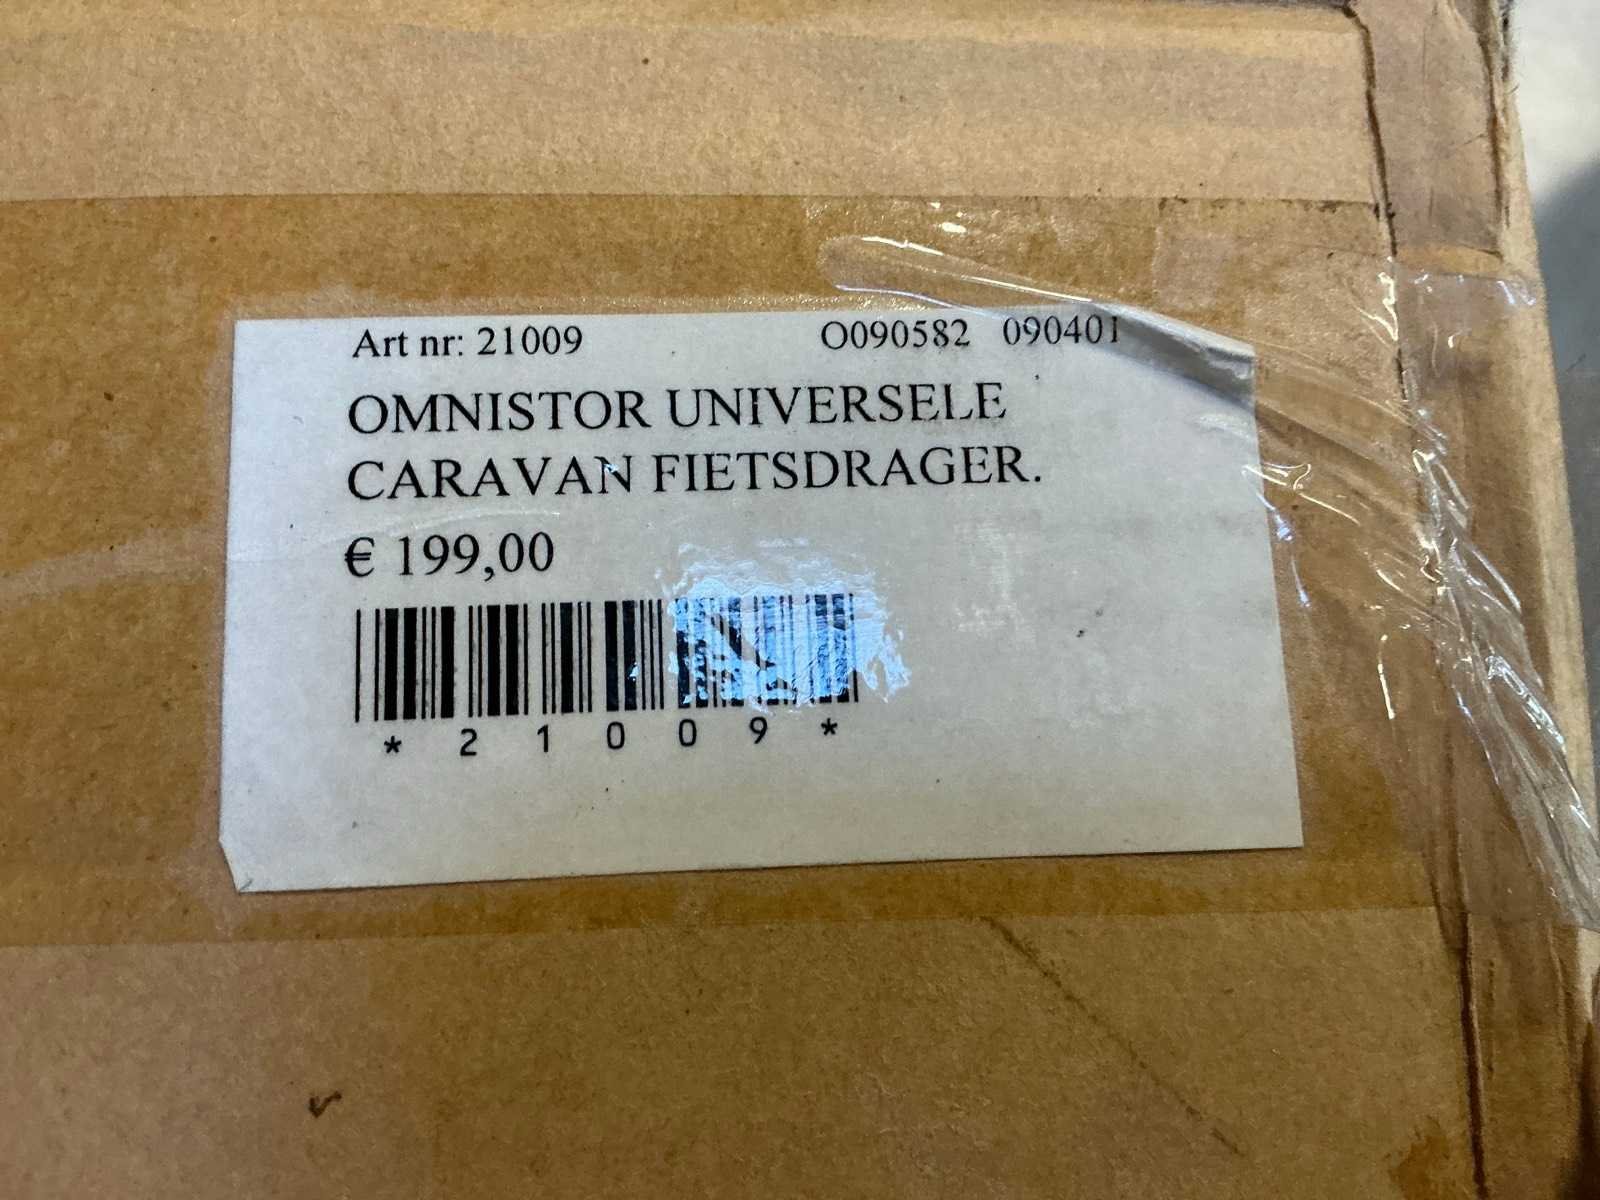 Art nr: 21009 O090582 090401
OMNISTOR UNIVERSELE
CARAVAN FIETSDRAGER.
€ 199,00
* 2 1 0 0 9 *